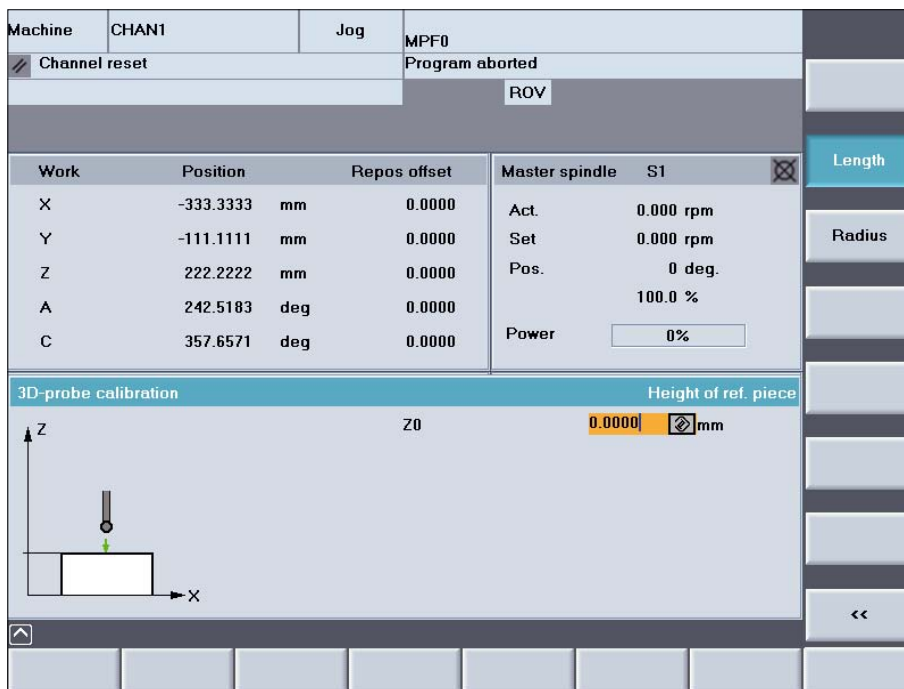 Machine CHAN1 Jog MPF0
Channel reset Program aborted
ROV
Work Position Repos offset Master spindle S1
X -333.3333 mm 0.0000
Y -111.1111 mm 0.0000
Z 222.2222 mm 0.0000
A 242.5183 deg 0.0000
C 357.6571 deg 0.0000
Act. 0.000 rpm
Set 0.000 rpm
Pos. 0 deg.
100.0 %
Power 0%
3D-probe calibration Height of ref. piece
Z0 0.0000 mm
Z
X
Length
Radius
<<